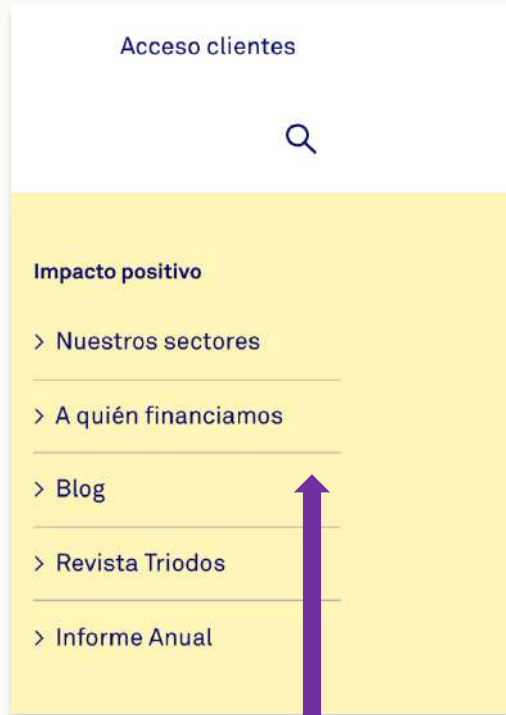 Acceso clientes
Impacto positivo
Nuestros sectores
A quién financiamos
Blog
Revista Triodos
Informe Anual